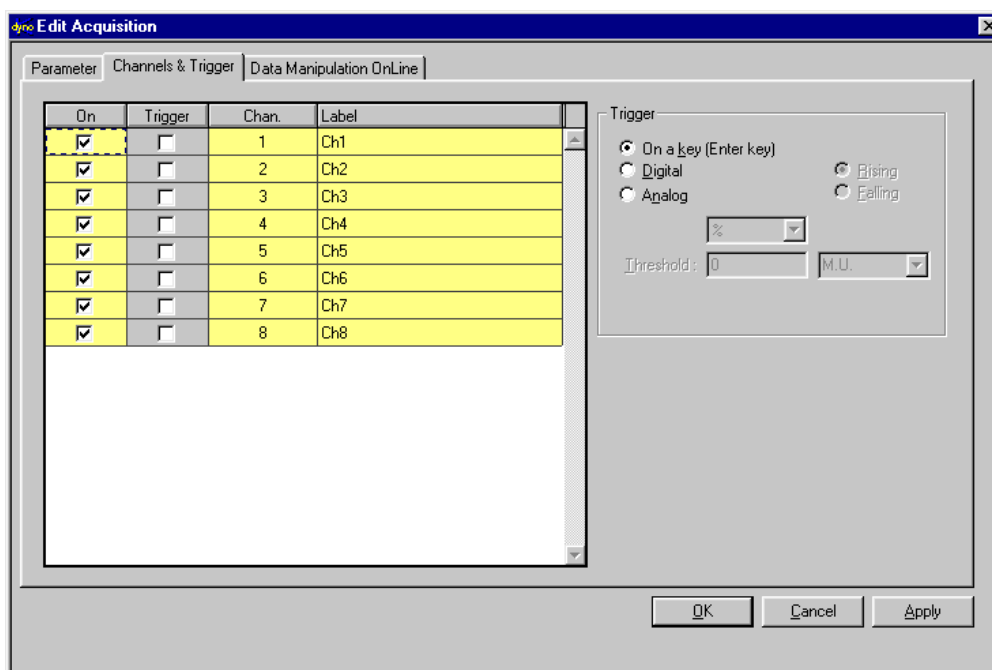 dyno Edit Acquisition
Parameter Channels & Trigger Data Manipulation OnLine
On Trigger Chan. Label
1 Ch1
2 Ch2
3 Ch3
4 Ch4
5 Ch5
6 Ch6
7 Ch7
8 Ch8
Trigger
On a key (Enter key)
Digital Rising
Analog Falling
%
Threshold : 0 M.U.
OK Cancel Apply